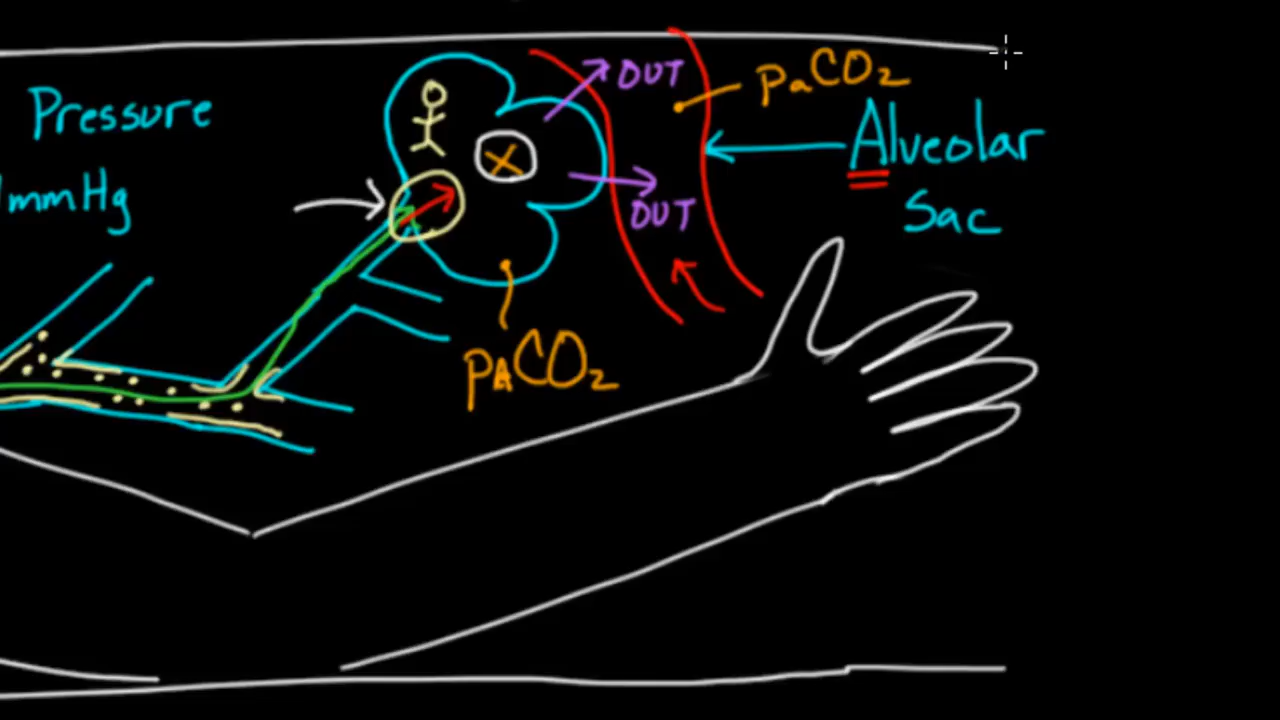 Pressure
mmHg
OUT
OUT
PaCO2
Alveolar
Sac
PACO2